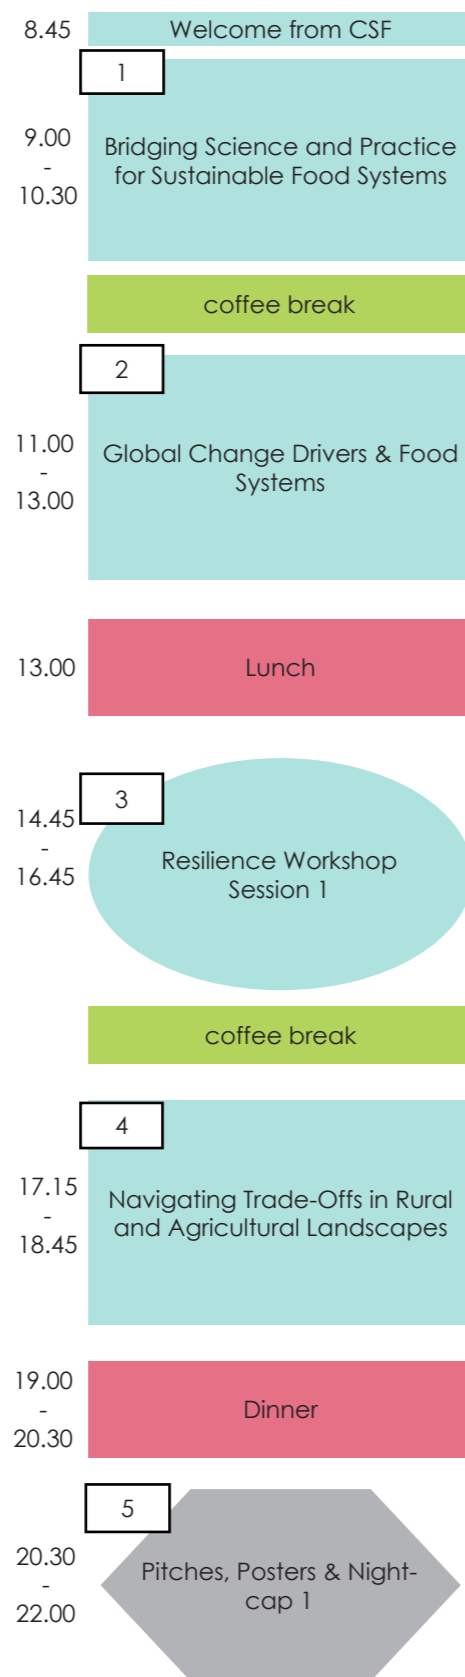 8.45
Welcome from CSF
1
9.00
-
10.30
Bridging Science and Practice
for Sustainable Food Systems
coffee break
2
11.00
-
13.00
Global Change Drivers & Food
Systems
13.00
Lunch
3
14.45
-
16.45
Resilience Workshop
Session 1
coffee break
4
17.15
-
18.45
Navigating Trade-Offs in Rural
and Agricultural Landscapes
19.00
-
20.30
Dinner
5
20.30
-
22.00
Pitches, Posters & Night-
cap 1